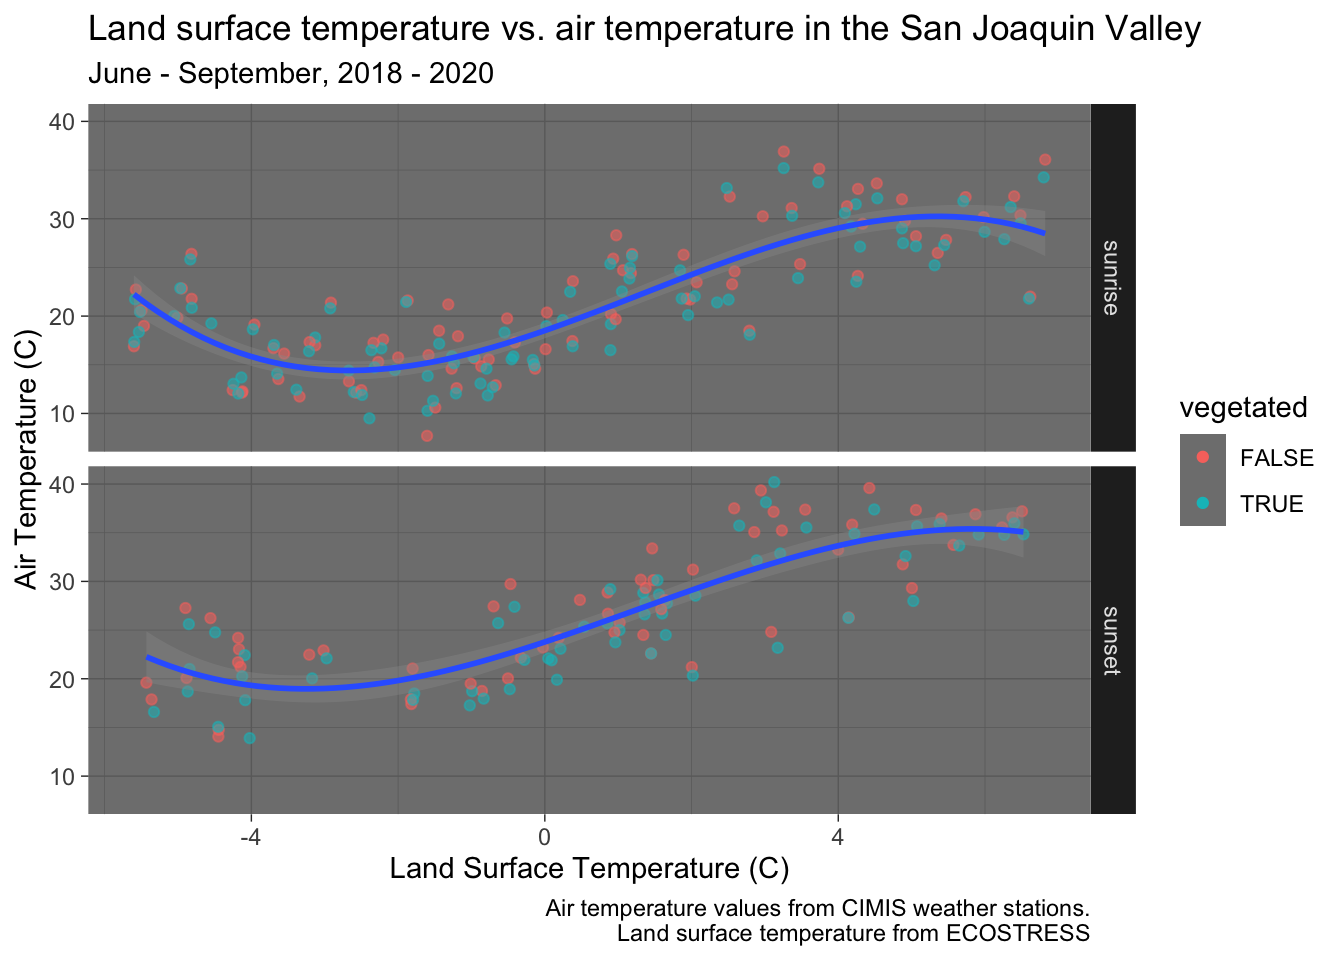 Land surface temperature vs. air temperature in the San Joaquin Valley
June - September, 2018 - 2020
40
30
20
10
sunrise
40
30
20
10
sunset
Air Temperature (C)
-4
0
4
Land Surface Temperature (C)
vegetated
FALSE
TRUE
Air temperature values from CIMIS weather stations.
Land surface temperature from ECOSTRESS